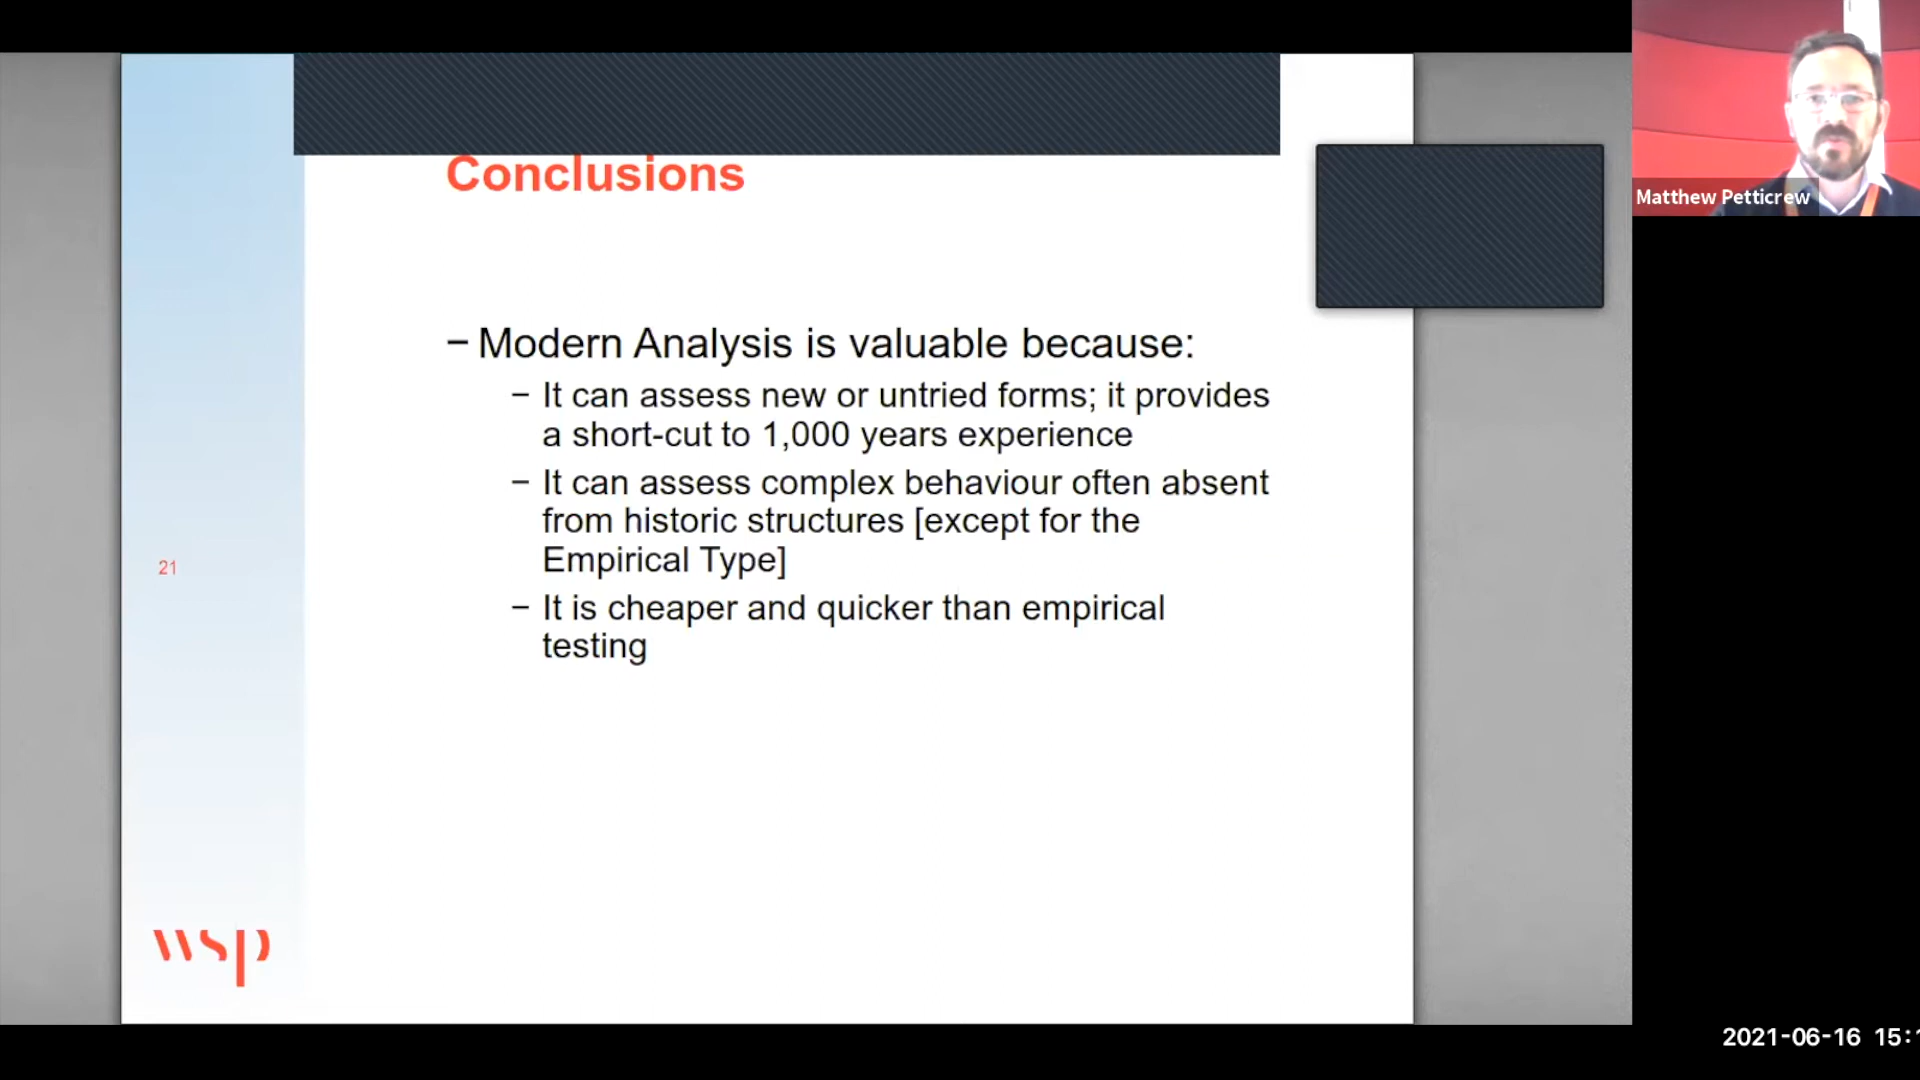 Conclusions
Matthew Petticrew
− Modern Analysis is valuable because:
− It can assess new or untried forms; it provides
a short-cut to 1,000 years experience
− It can assess complex behaviour often absent
from historic structures [except for the
Empirical Type]
− It is cheaper and quicker than empirical
testing
21
wsp
2021-06-16 15: